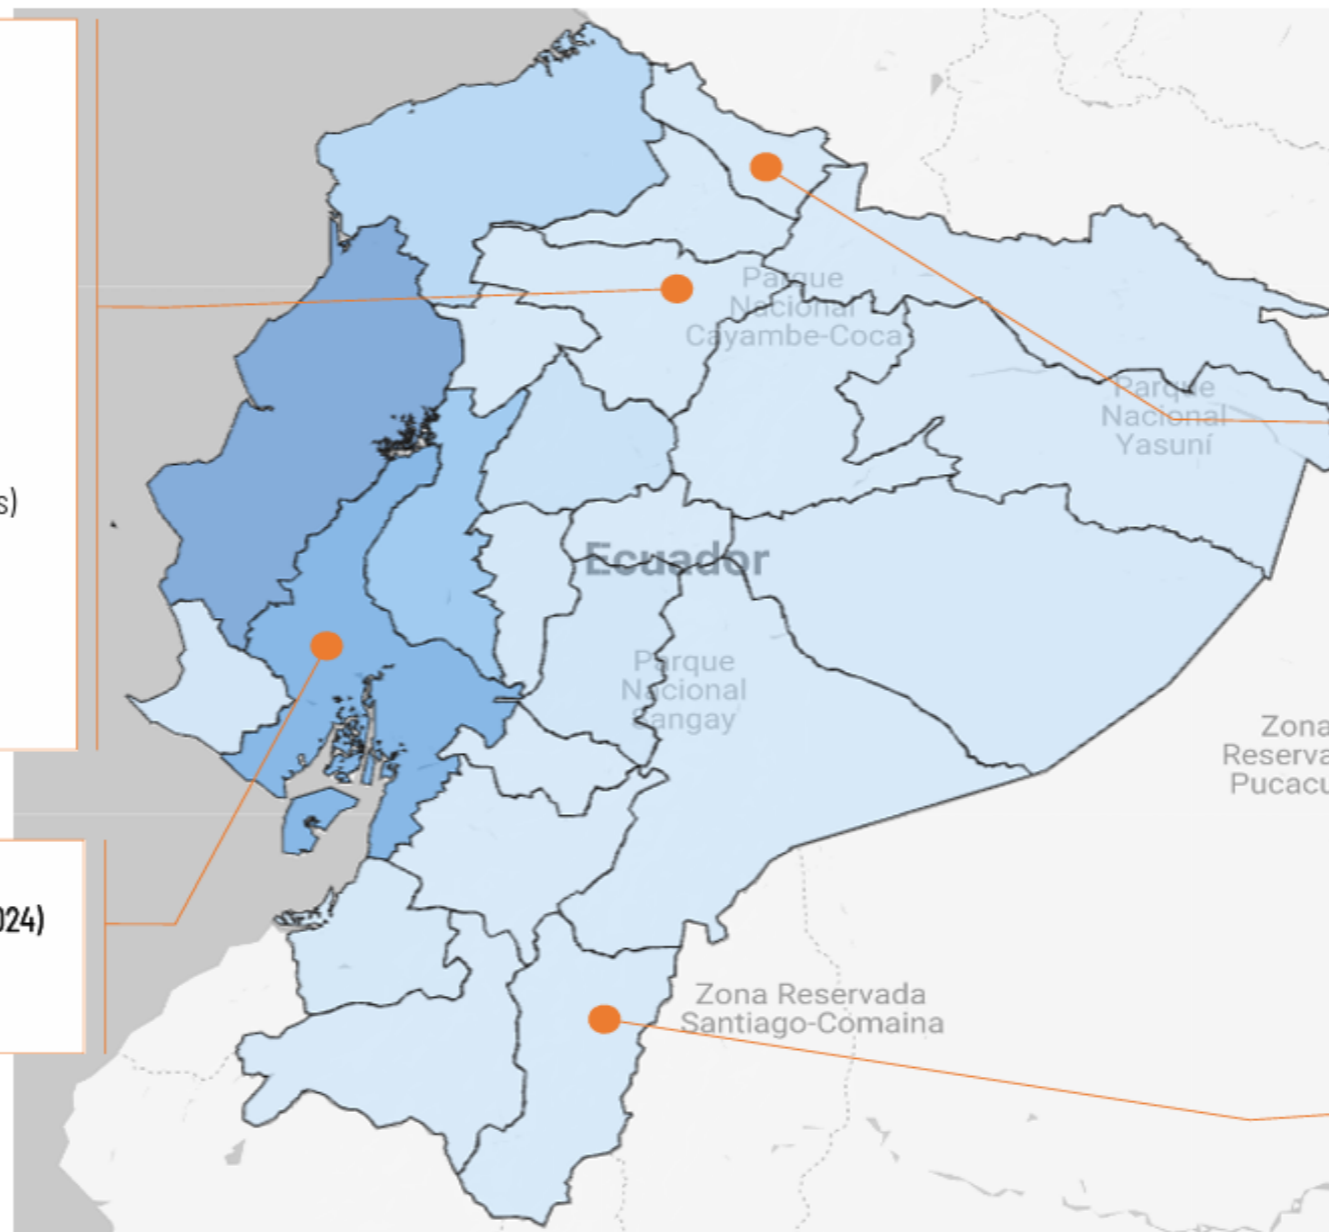 Parque
Nacional
Cayambe-Coca
Parque
Nacional
Yasuní
s)
Ecuador
Parque
Nacional
Sangay
Zona
Reserva
Pucacu
024)
Zona Reservada
Santiago-Comaina